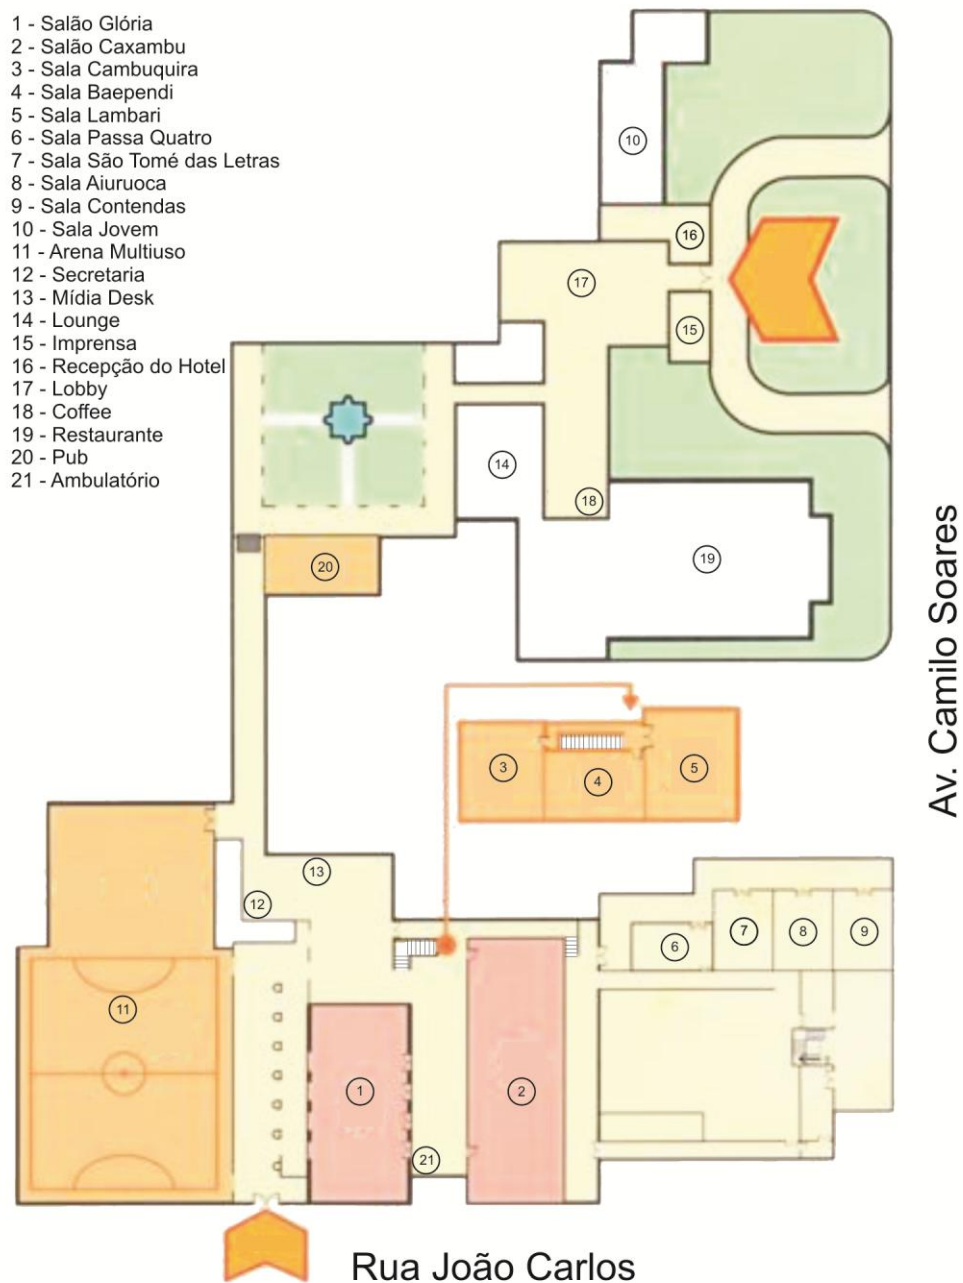 1 - Salão Glória
2 - Salão Caxambu
3 - Sala Cambuquira
4 - Sala Baependi
5 - Sala Lambari
6 - Sala Passa Quatro
7 - Sala São Tomé das Letras
8 - Sala Aiuruoca
9 - Sala Contendas
10 - Sala Jovem
11 - Arena Multiuso
12 - Secretaria
13 - Mídia Desk
14 - Lounge
15 - Imprensa
16 - Recepção do Hotel
17 - Lobby
18 - Coffee
19 - Restaurante
20 - Pub
21 - Ambulatório
10
16
17
15
14
18
19
20
Av. Camilo Soares
3
4
5
13
12
6
7
8
9
11
1
2
21
Rua João Carlos